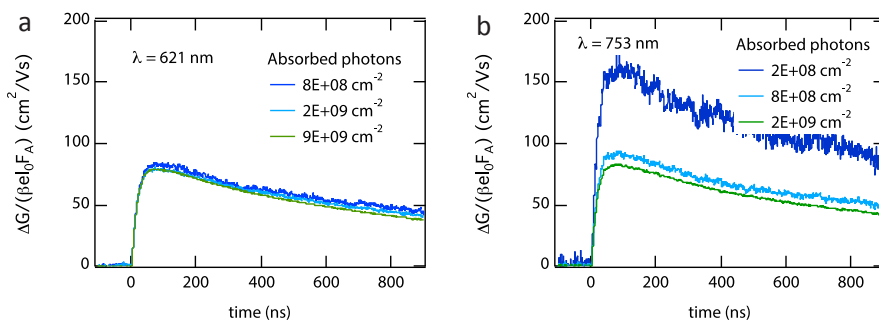 a
λ = 621 nm
Absorbed photons
8E+08 cm⁻²
2E+09 cm⁻²
9E+09 cm⁻²
ΔG/(βeI₀F_A) (cm²/Vs)
200
150
100
50
0
0 200 400 600 800
time (ns)
b
λ = 753 nm
Absorbed photons
2E+08 cm⁻²
8E+08 cm⁻²
2E+09 cm⁻²
ΔG/(βeI₀F_A) (cm²/Vs)
200
150
100
50
0
0 200 400 600 800
time (ns)